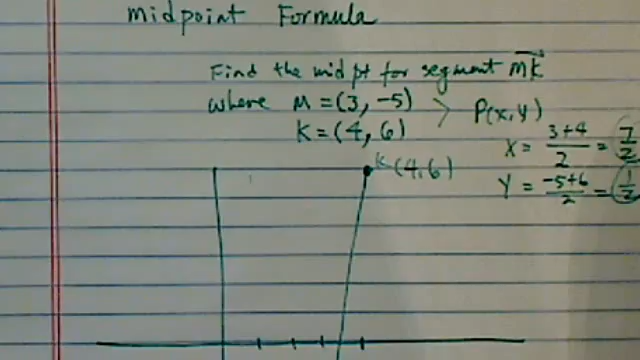 midpoint Formula
Find the mid pt for segment MK
where M = (3, -5) > P(x,y)
K = (4, 6)
X = 3+4/2 = 7/2
K(4,6)
Y = -5+6/2 = 1/2